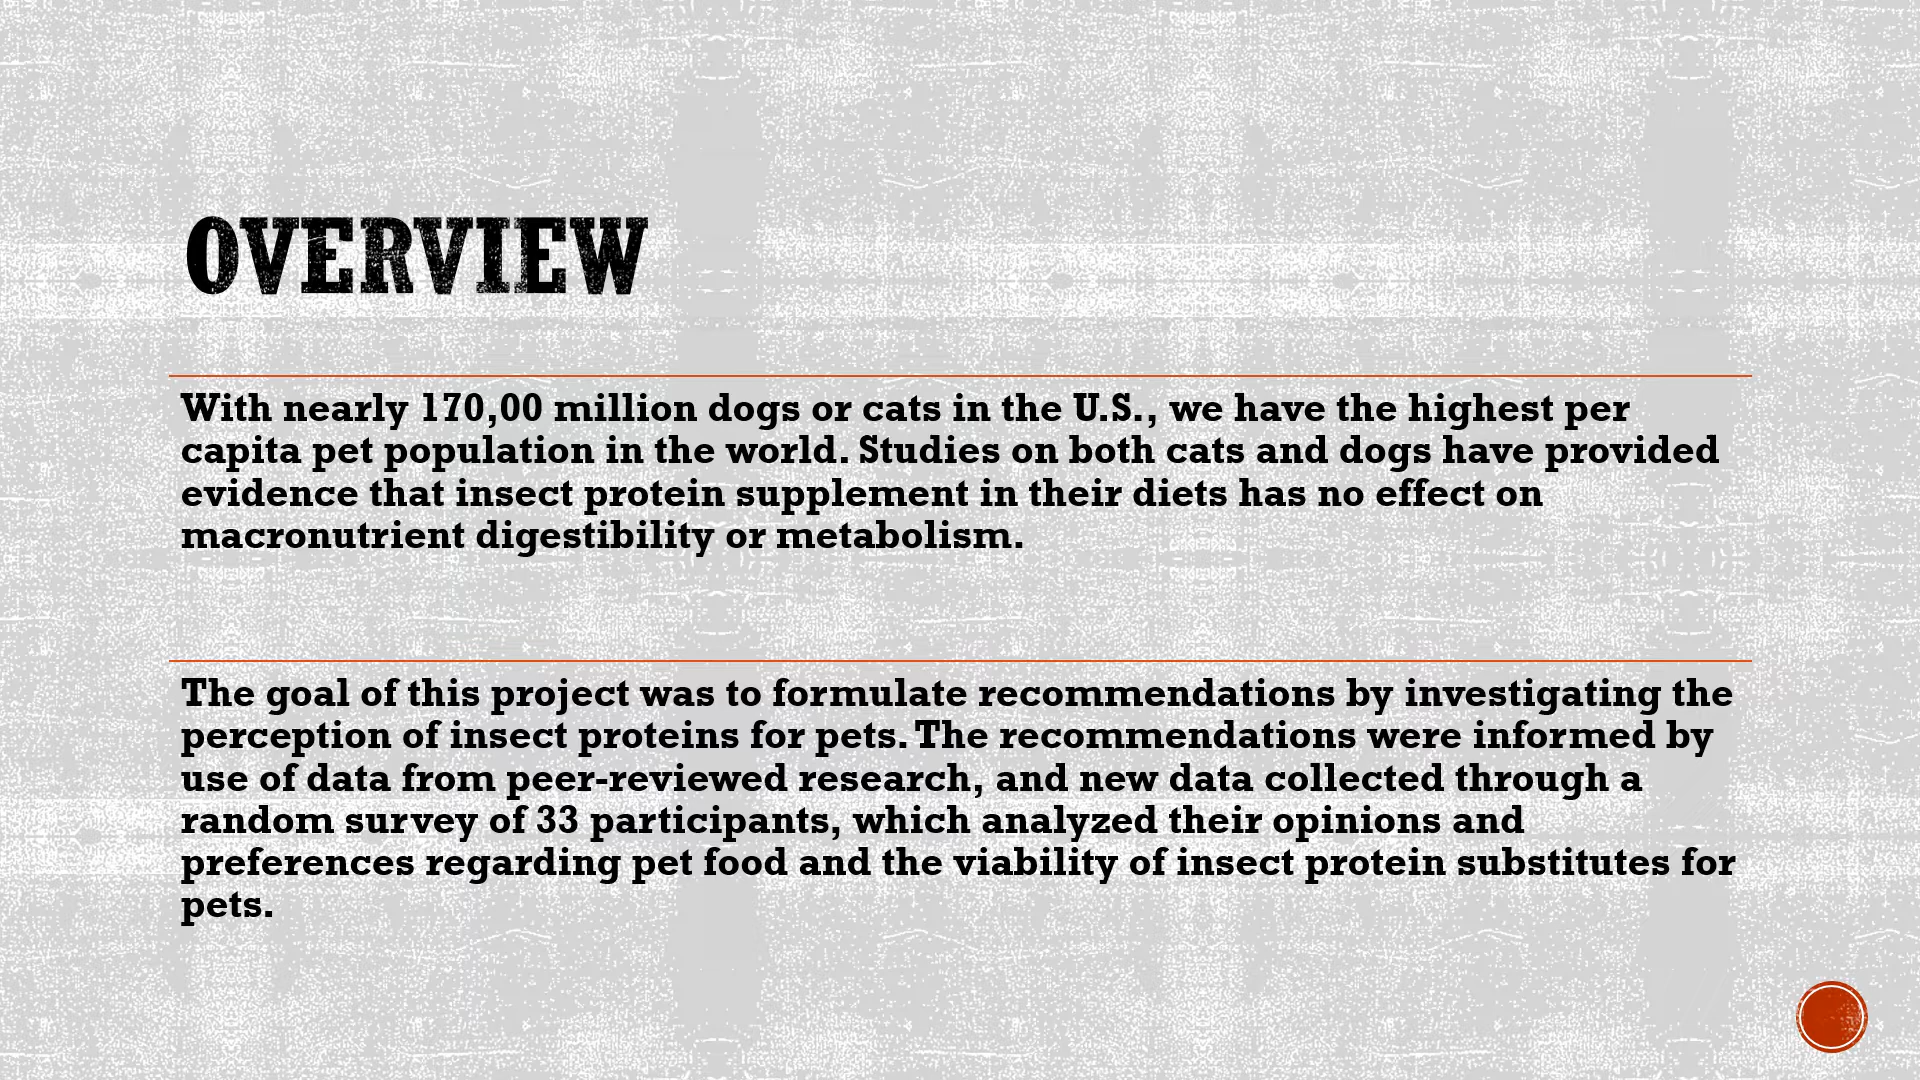 OVERVIEW
With nearly 170,00 million dogs or cats in the U.S., we have the highest per
capita pet population in the world. Studies on both cats and dogs have provided
evidence that insect protein supplement in their diets has no effect on
macronutrient digestibility or metabolism.
The goal of this project was to formulate recommendations by investigating the
perception of insect proteins for pets. The recommendations were informed by
use of data from peer-reviewed research, and new data collected through a
random survey of 33 participants, which analyzed their opinions and
preferences regarding pet food and the viability of insect protein substitutes for
pets.